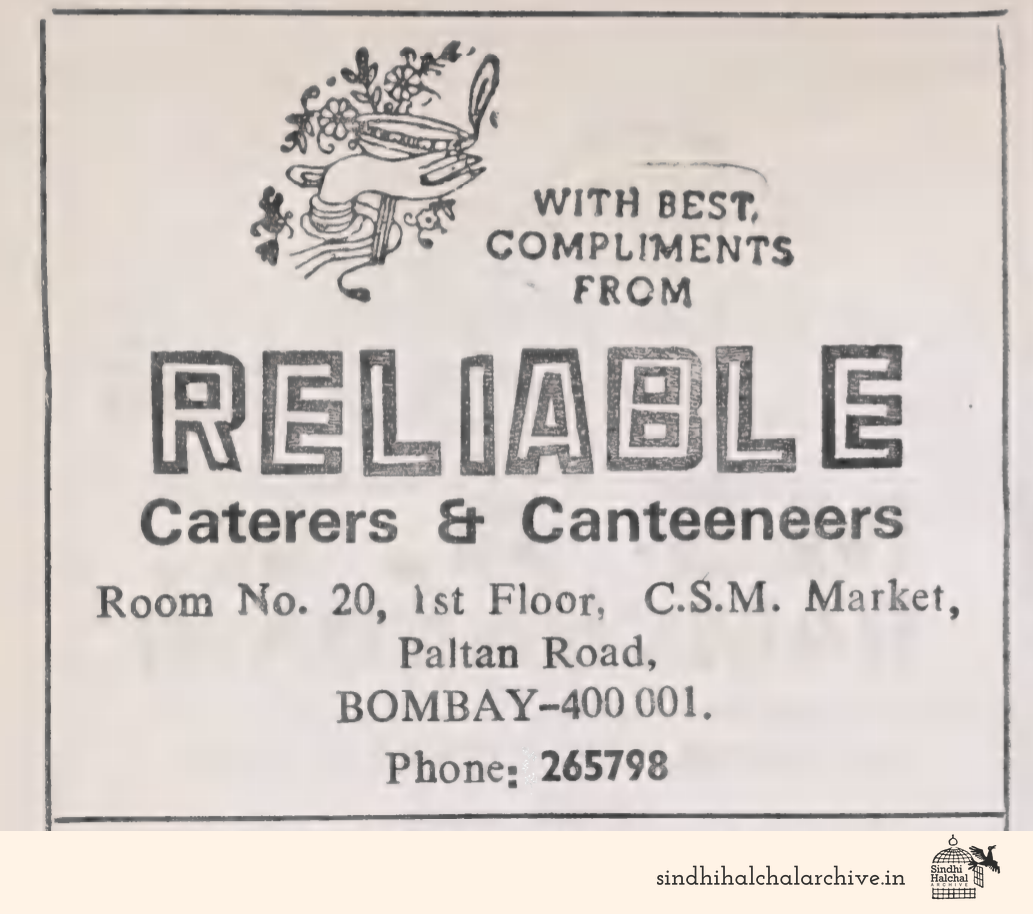 WITH BEST,
COMPLIMENTS
FROM
RELIABLE
Caterers & Canteeneers
Room No. 20, 1st Floor, C.S.M. Market,
Paltan Road,
BOMBAY-400 001.
Phone: 265798
sindhihalchalarchive.in
Sindhi
Halchal
ARCHIVE